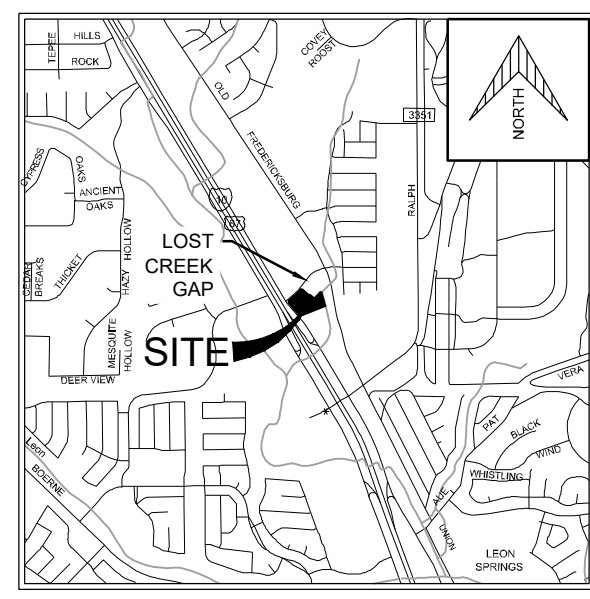 TEPEE
HILLS
ROCK
COVEY
ROOST
OLD
FREDERICKSBURG
3351
RALPH
NORTH
CYPRESS
OAKS
ANCIENT
OAKS
10
87
LOST
CREEK
GAP
CEDAR
BREAKS
THICKET
HAZY HOLLOW
MESQUITE
HOLLOW
SITE
DEER VIEW
VERA
PAT
BLACK
WIND
WHISTLING
Leon
BOERNE
AUE
UNION
LEON
SPRINGS